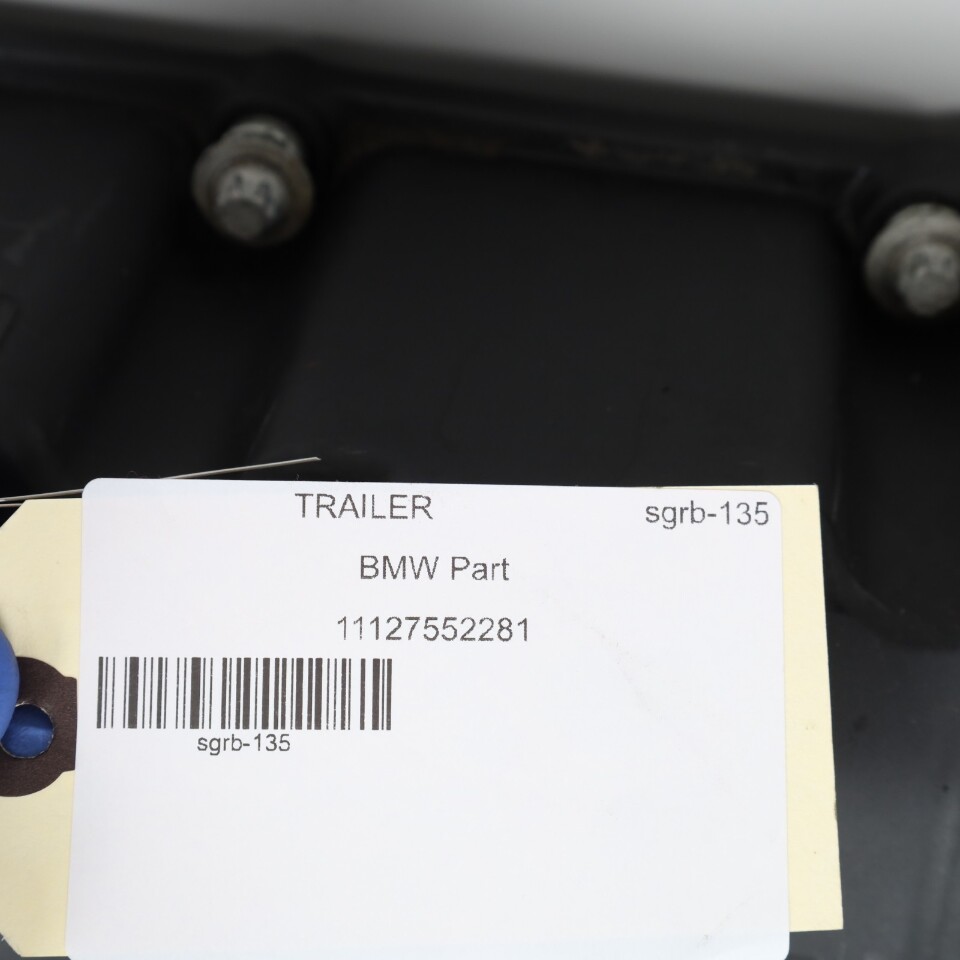 TRAILER sgrb-135
BMW Part
11127552281
sgrb-135